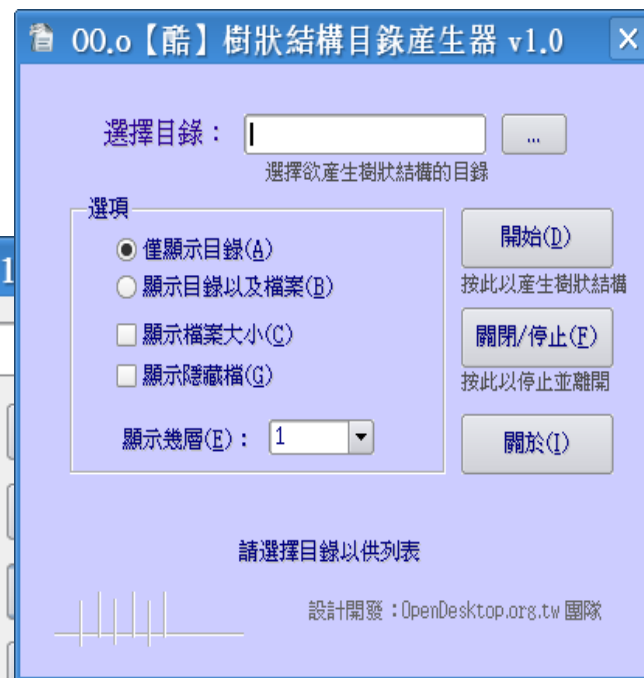 OO.o【酷】樹狀結構目錄產生器 v1.0
選擇目錄：
...
選擇欲產生樹狀結構的目錄
選項
僅顯示目錄(A)
顯示目錄以及檔案(B)
顯示檔案大小(C)
顯示隱藏檔(G)
顯示幾層(E)：
1
開始(D)
按此以產生樹狀結構
關閉/停止(F)
按此以停止並離開
關於(I)
請選擇目錄以供列表
設計開發：OpenDesktop.org.tw 團隊
1